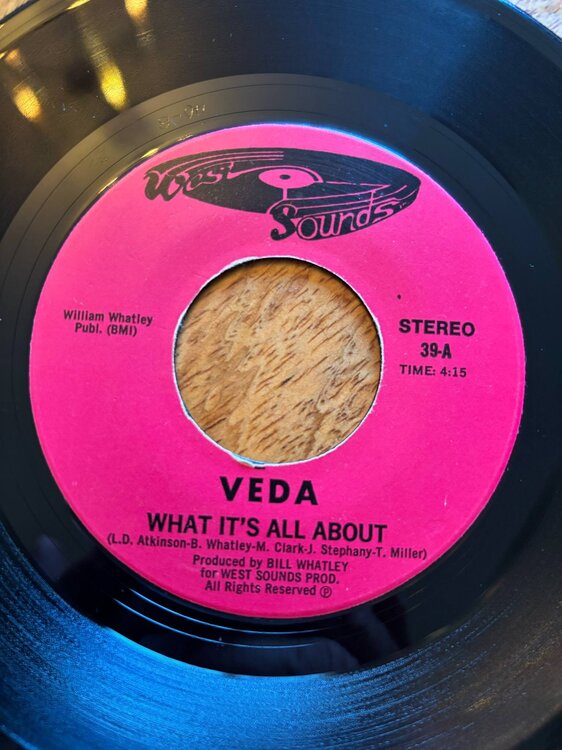 West
Sounds
William Whatley
Publ. (BMI)
STEREO
39-A
TIME: 4:15
VEDA
WHAT IT'S ALL ABOUT
(L.D. Atkinson-B. Whatley-M. Clark-J. Stephany-T. Miller)
Produced by BILL WHATLEY
for WEST SOUNDS PROD.
All Rights Reserved Ⓟ